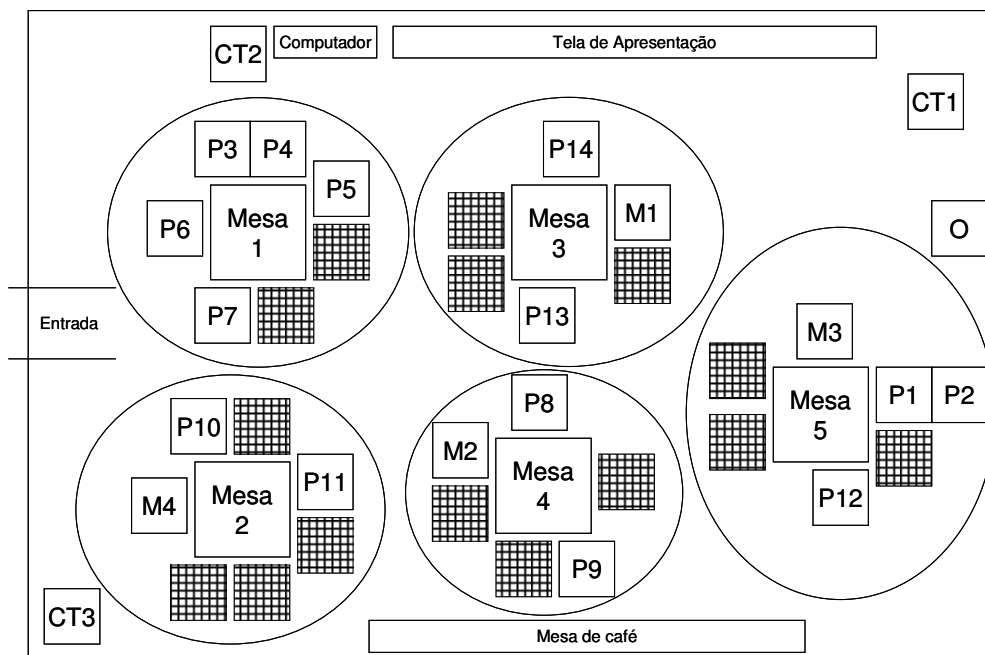 CT2
Computador
Tela de Apresentação
CT1
P3
P4
P5
P6
Mesa
1
P7
P14
M1
Mesa
3
P13
O
Entrada
M3
P1
P2
Mesa
5
P12
P10
P11
M4
Mesa
2
P8
M2
Mesa
4
P9
CT3
Mesa de café